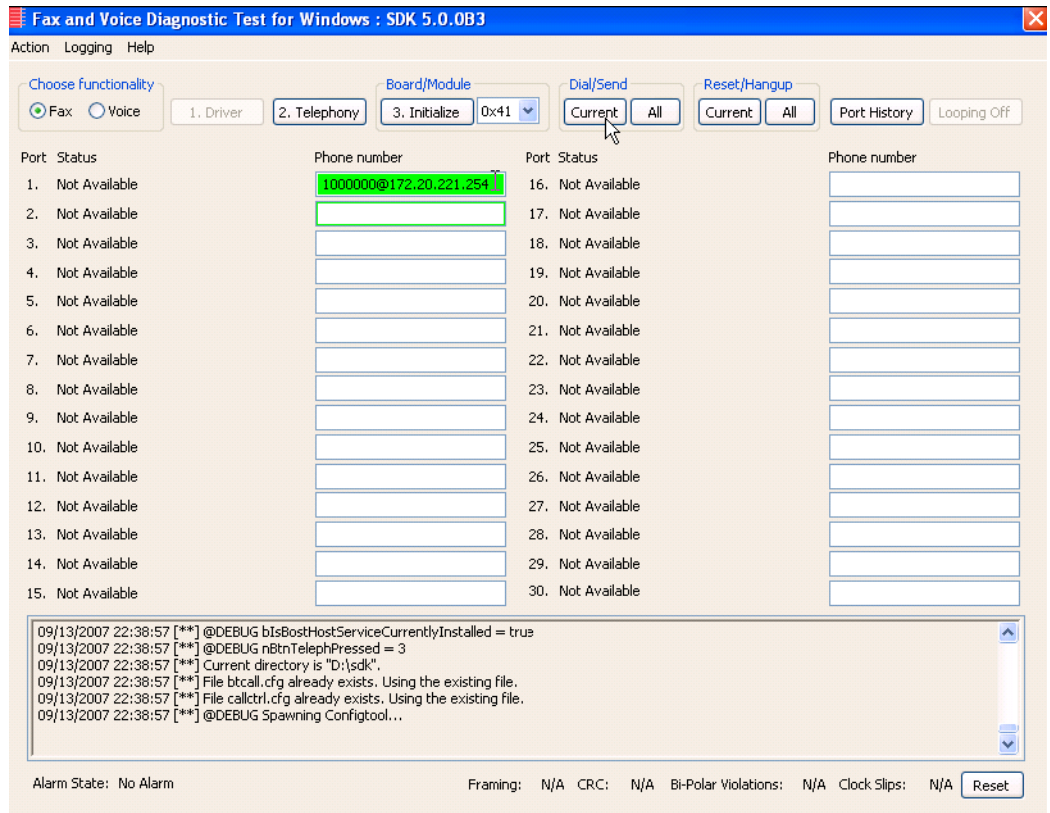 Fax and Voice Diagnostic Test for Windows : SDK 5.0.0B3
Action Logging Help
Choose functionality Board/Module Dial/Send Reset/Hangup
Fax Voice 1. Driver 2. Telephony 3. Initialize 0x41 Current All Current All Port History Looping Off
Port Status Phone number Port Status Phone number
1. Not Available 1000000@172.20.221.254 16. Not Available
2. Not Available 17. Not Available
3. Not Available 18. Not Available
4. Not Available 19. Not Available
5. Not Available 20. Not Available
6. Not Available 21. Not Available
7. Not Available 22. Not Available
8. Not Available 23. Not Available
9. Not Available 24. Not Available
10. Not Available 25. Not Available
11. Not Available 26. Not Available
12. Not Available 27. Not Available
13. Not Available 28. Not Available
14. Not Available 29. Not Available
15. Not Available 30. Not Available
09/13/2007 22:38:57 [**] @DEBUG bIsBostHostServiceCurrentlyInstalled = true
09/13/2007 22:38:57 [**] @DEBUG nBtnTelephPressed = 3
09/13/2007 22:38:57 [**] Current directory is "D:\sdk".
09/13/2007 22:38:57 [**] File btcall.cfg already exists. Using the existing file.
09/13/2007 22:38:57 [**] File callctrl.cfg already exists. Using the existing file.
09/13/2007 22:38:57 [**] @DEBUG Spawning Configtool...
Alarm State: No Alarm Framing: N/A CRC: N/A Bi-Polar Violations: N/A Clock Slips: N/A Reset